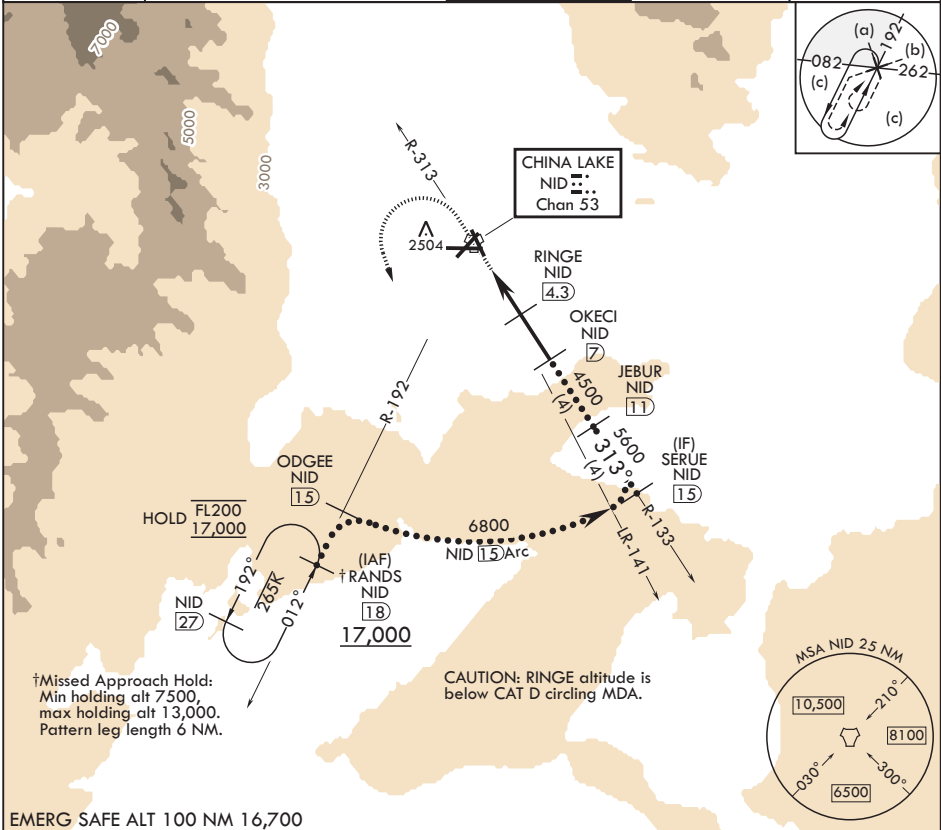 7000
5000
3000
(a)
192
(b)
082
262
(c)
(c)
R-313
CHINA LAKE
NID
Chan 53
2504
RINGE
NID
4.3
OKECI
NID
7
4500
(4)
JEBUR
NID
11
5600
313°
(4)
(IF)
SERUE
NID
15
R-133
LR-141
R-192
ODGEE
NID
15
HOLD FL200
17,000
6800
NID 15 Arc
(IAF)
†RANDS
NID
18
17,000
192°
265K
012°
NID
27
†Missed Approach Hold:
Min holding alt 7500,
max holding alt 13,000.
Pattern leg length 6 NM.
CAUTION: RINGE altitude is
below CAT D circling MDA.
MSA NID 25 NM
10,500
210°
8100
030°
300°
6500
EMERG SAFE ALT 100 NM 16,700